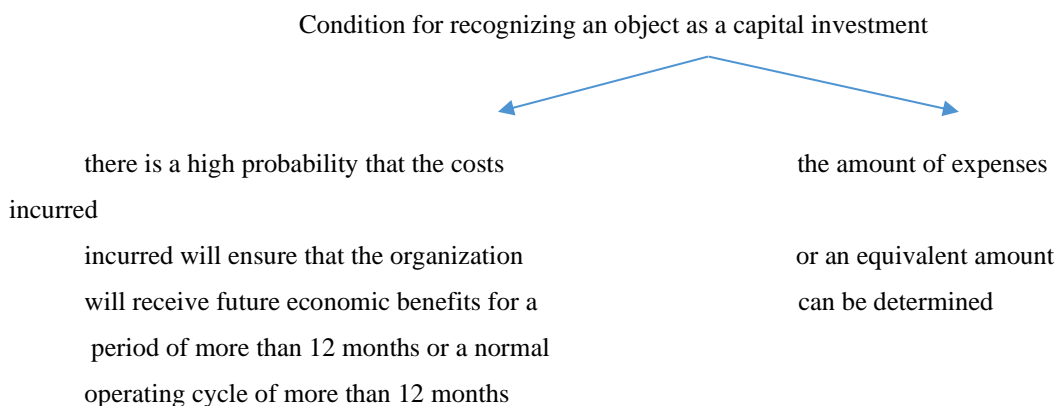 Condition for recognizing an object as a capital investment
there is a high probability that the costs the amount of expenses
incurred
incurred will ensure that the organization or an equivalent amount
will receive future economic benefits for a can be determined
period of more than 12 months or a normal
operating cycle of more than 12 months